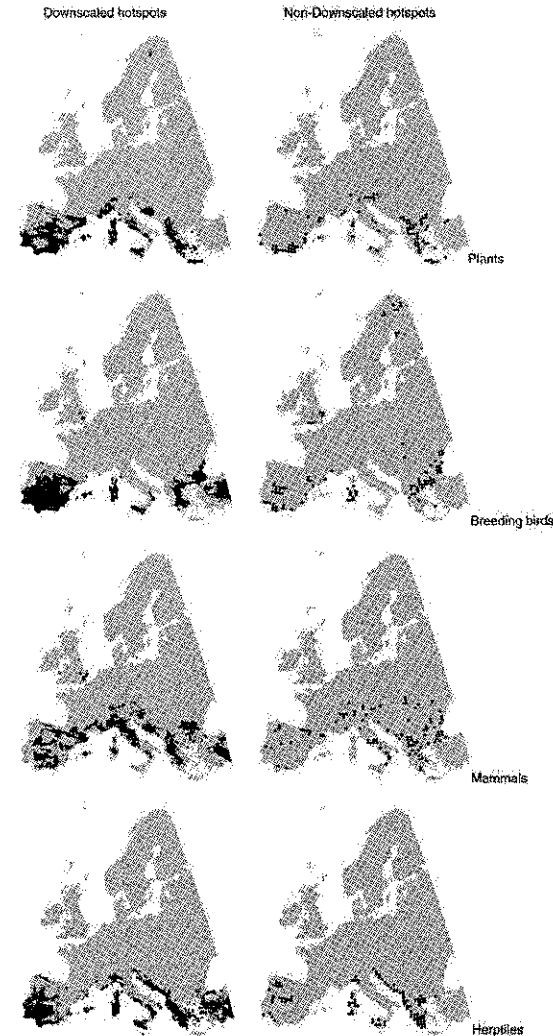 Downscaled hotspots
Non-Downscaled hotspots
Plants
Breeding birds
Mammals
Herptiles